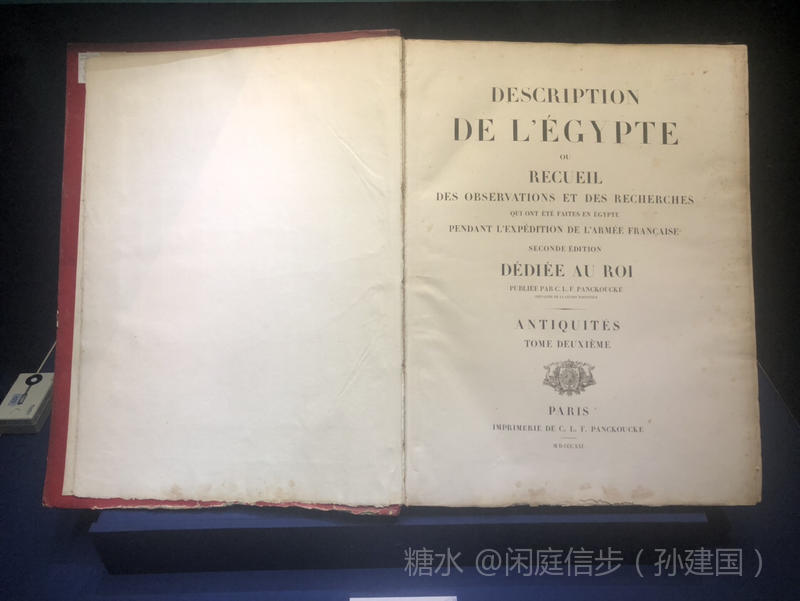 DESCRIPTION
DE L'ÉGYPTE
OU
RECUEIL
DES OBSERVATIONS ET DES RECHERCHES
QUI ONT ÉTÉ FAITES EN ÉGYPTE
PENDANT L'EXPÉDITION DE L'ARMÉE FRANÇAISE
SECONDE ÉDITION
DÉDIÉE AU ROI
PUBLIÉE PAR C. L. F. PANCKOUCKE
ANTIQUITÉS
TOME DEUXIÈME
PARIS
IMPRIMERIE DE C. L. F. PANCKOUCKE
糖水 @闲庭信步（孙建国）